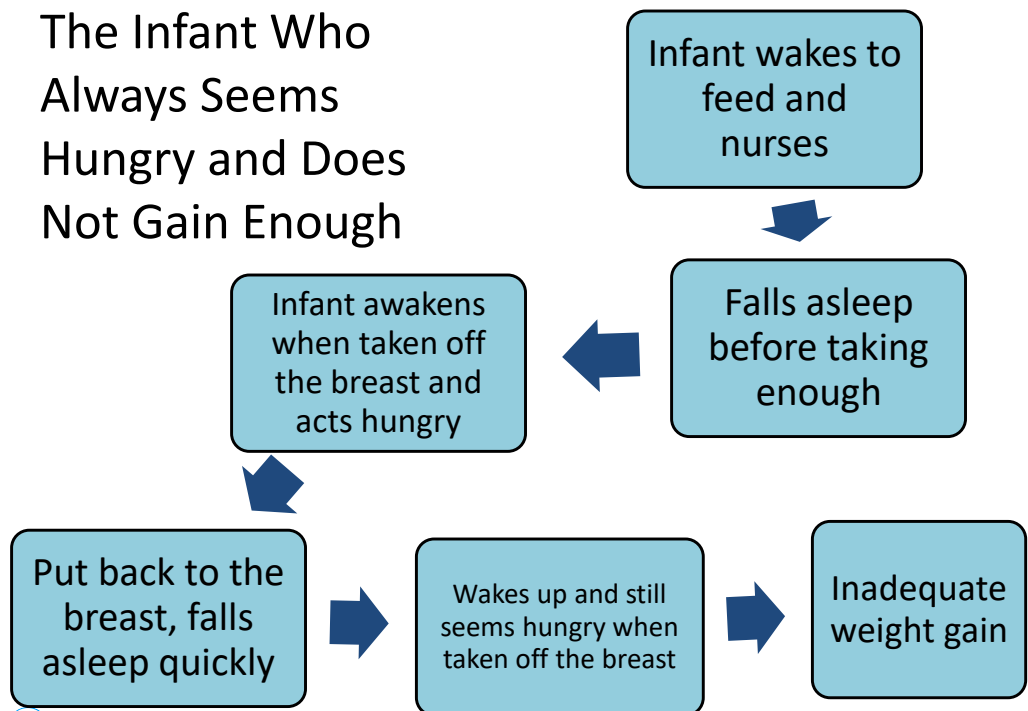 The Infant Who
Always Seems
Hungry and Does
Not Gain Enough
Infant wakes to
feed and
nurses
Falls asleep
before taking
enough
Infant awakens
when taken off
the breast and
acts hungry
Put back to the
breast, falls
asleep quickly
Wakes up and still
seems hungry when
taken off the breast
Inadequate
weight gain